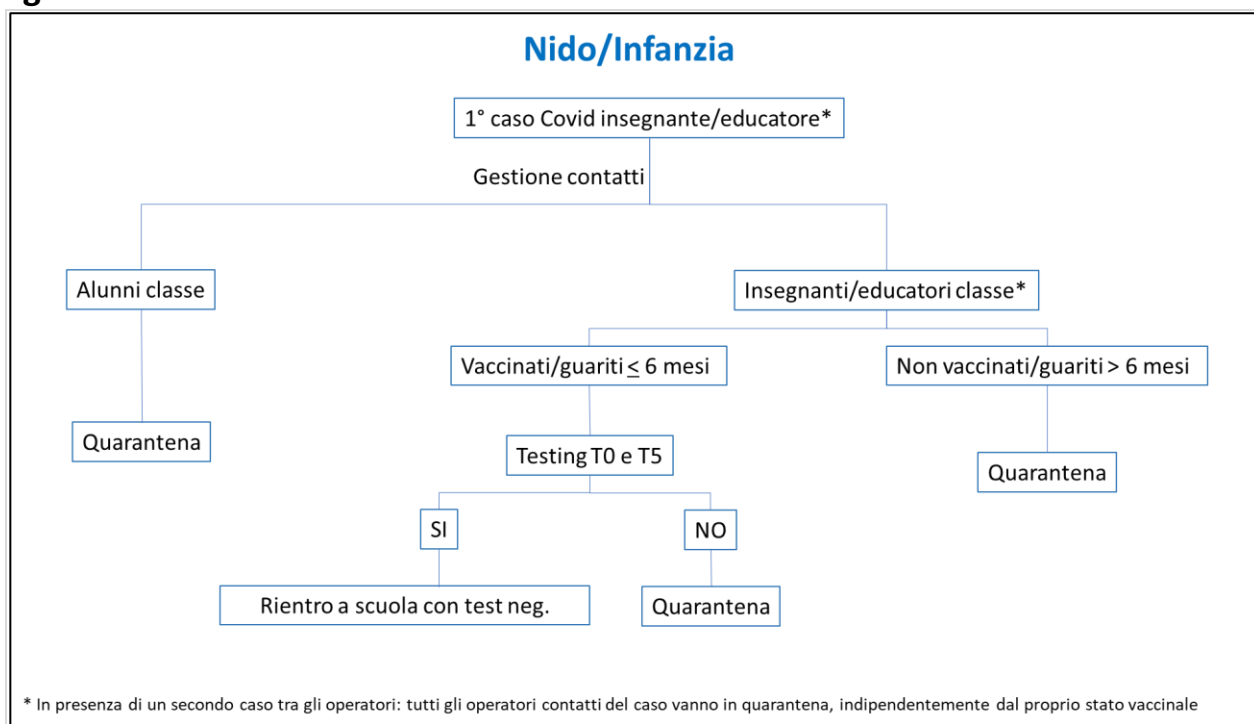 Nido/Infanzia
1° caso Covid insegnante/educatore*
Gestione contatti
Alunni classe
Insegnanti/educatori classe*
Vaccinati/guariti ≤ 6 mesi
Non vaccinati/guariti > 6 mesi
Quarantena
Testing T0 e T5
Quarantena
SI
NO
Rientro a scuola con test neg.
Quarantena
* In presenza di un secondo caso tra gli operatori: tutti gli operatori contatti del caso vanno in quarantena, indipendentemente dal proprio stato vaccinale